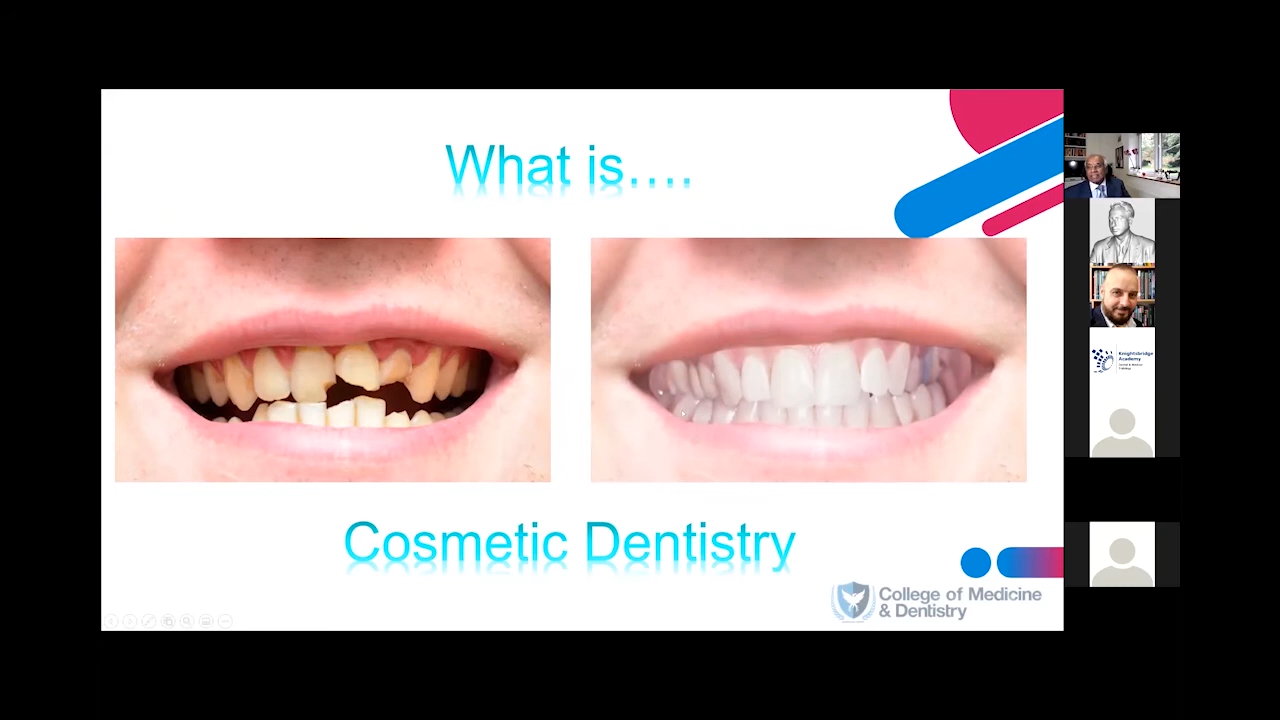 What is....
Cosmetic Dentistry
College of Medicine
& Dentistry
Knightsbridge
Academy